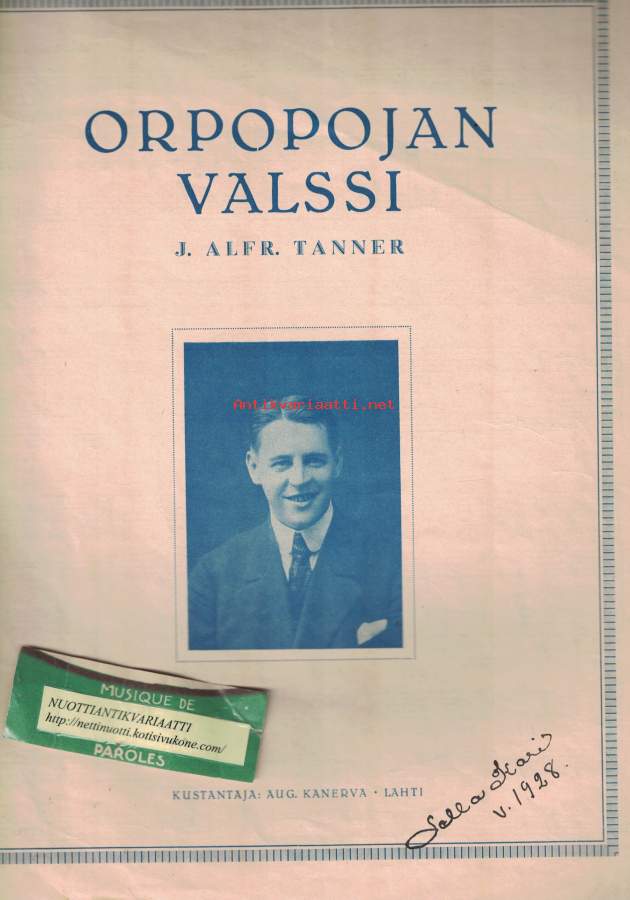 ORPOPOJAN
VALSSI
J. ALFR. TANNER
Antikvariaatti.net
MUSIQUE DE
NUOTTIANTIKVARIAATTI
http://nettinuotti.kotisivukone.com/
PAROLES
KUSTANTAJA: AUG. KANERVA · LAHTI
v. 1928.